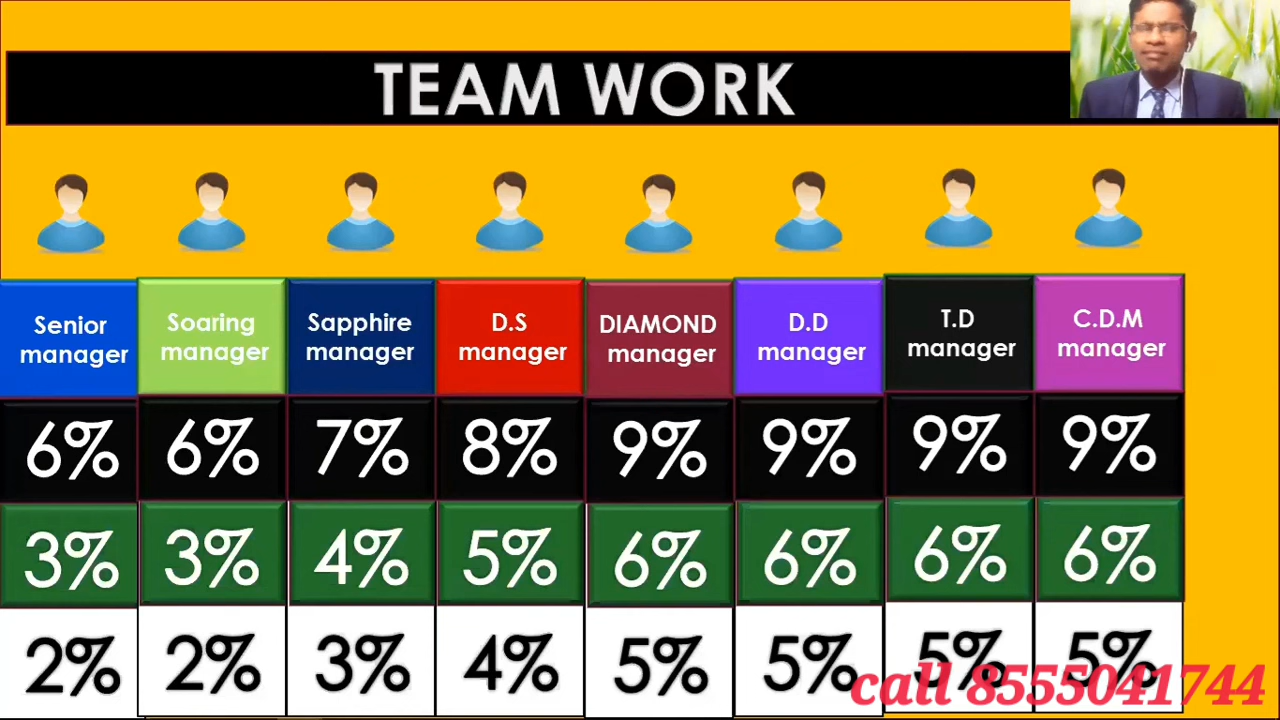 TEAM WORK
Senior manager
Soaring manager
Sapphire manager
D.S manager
DIAMOND manager
D.D manager
T.D manager
C.D.M manager
6% 6% 7% 8% 9% 9% 9% 9%
3% 3% 4% 5% 6% 6% 6% 6%
2% 2% 3% 4% 5% 5% 5% 5%
call 8555041744